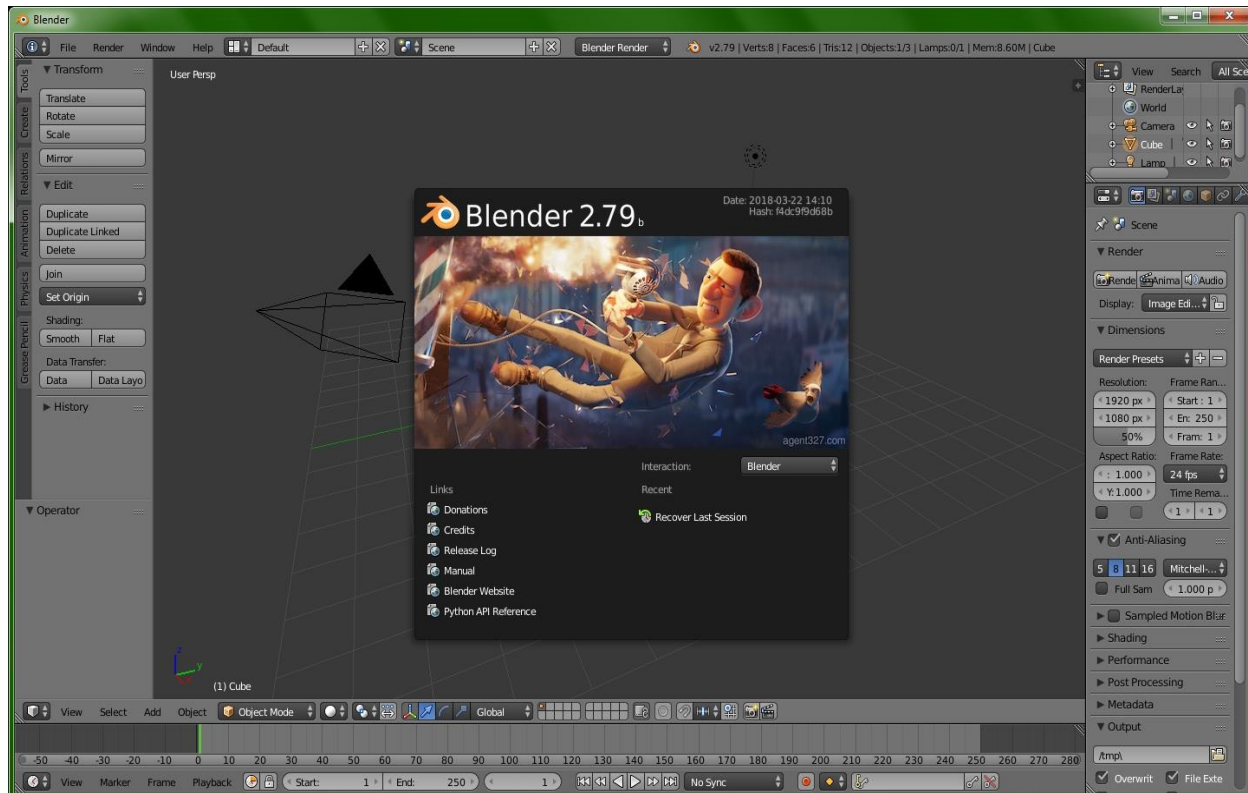 Blender
File Render Window Help Default Scene Blender Render v2.79 | Verts:8 | Faces:6 | Tris:12 | Objects:1/3 | Lamps:0/1 | Mem:8.60M | Cube
Tools
Create
Relations
Animation
Physics
Grease Pencil
Transform
Translate
Rotate
Scale
Mirror
Edit
Duplicate
Duplicate Linked
Delete
Join
Set Origin
Shading:
Smooth Flat
Data Transfer:
Data Data Layo
History
Operator
User Persp
Blender 2.79 b
Date: 2018-03-22 14:10
Hash: f4dc9f9d68b
agent327.com
Interaction: Blender
Links
Donations
Credits
Release Log
Manual
Blender Website
Python API Reference
Recent
Recover Last Session
z
y
(1) Cube
View Select Add Object Object Mode Global
-50 -40 -30 -20 -10 0 10 20 30 40 50 60 70 80 90 100 110 120 130 140 150 160 170 180 190 200 210 220 230 240 250 260 270 280
View Marker Frame Playback Start: 1 End: 250 1 No Sync
View Search All Sce
RenderLay
World
Camera
Cube
Lamp
Scene
Render
Rende Anima Audio
Display: Image Edi...
Dimensions
Render Presets
Resolution: Frame Ran...
1920 px Start : 1
1080 px En: 250
50% Fram: 1
Aspect Ratio: Frame Rate:
: 1.000 24 fps
Y:1.000 Time Rema...
1 1
Anti-Aliasing
5 8 11 16 Mitchell-...
Full Sam 1.000 p
Sampled Motion Blur
Shading
Performance
Post Processing
Metadata
Output
/tmp\
Overwrit File Exte